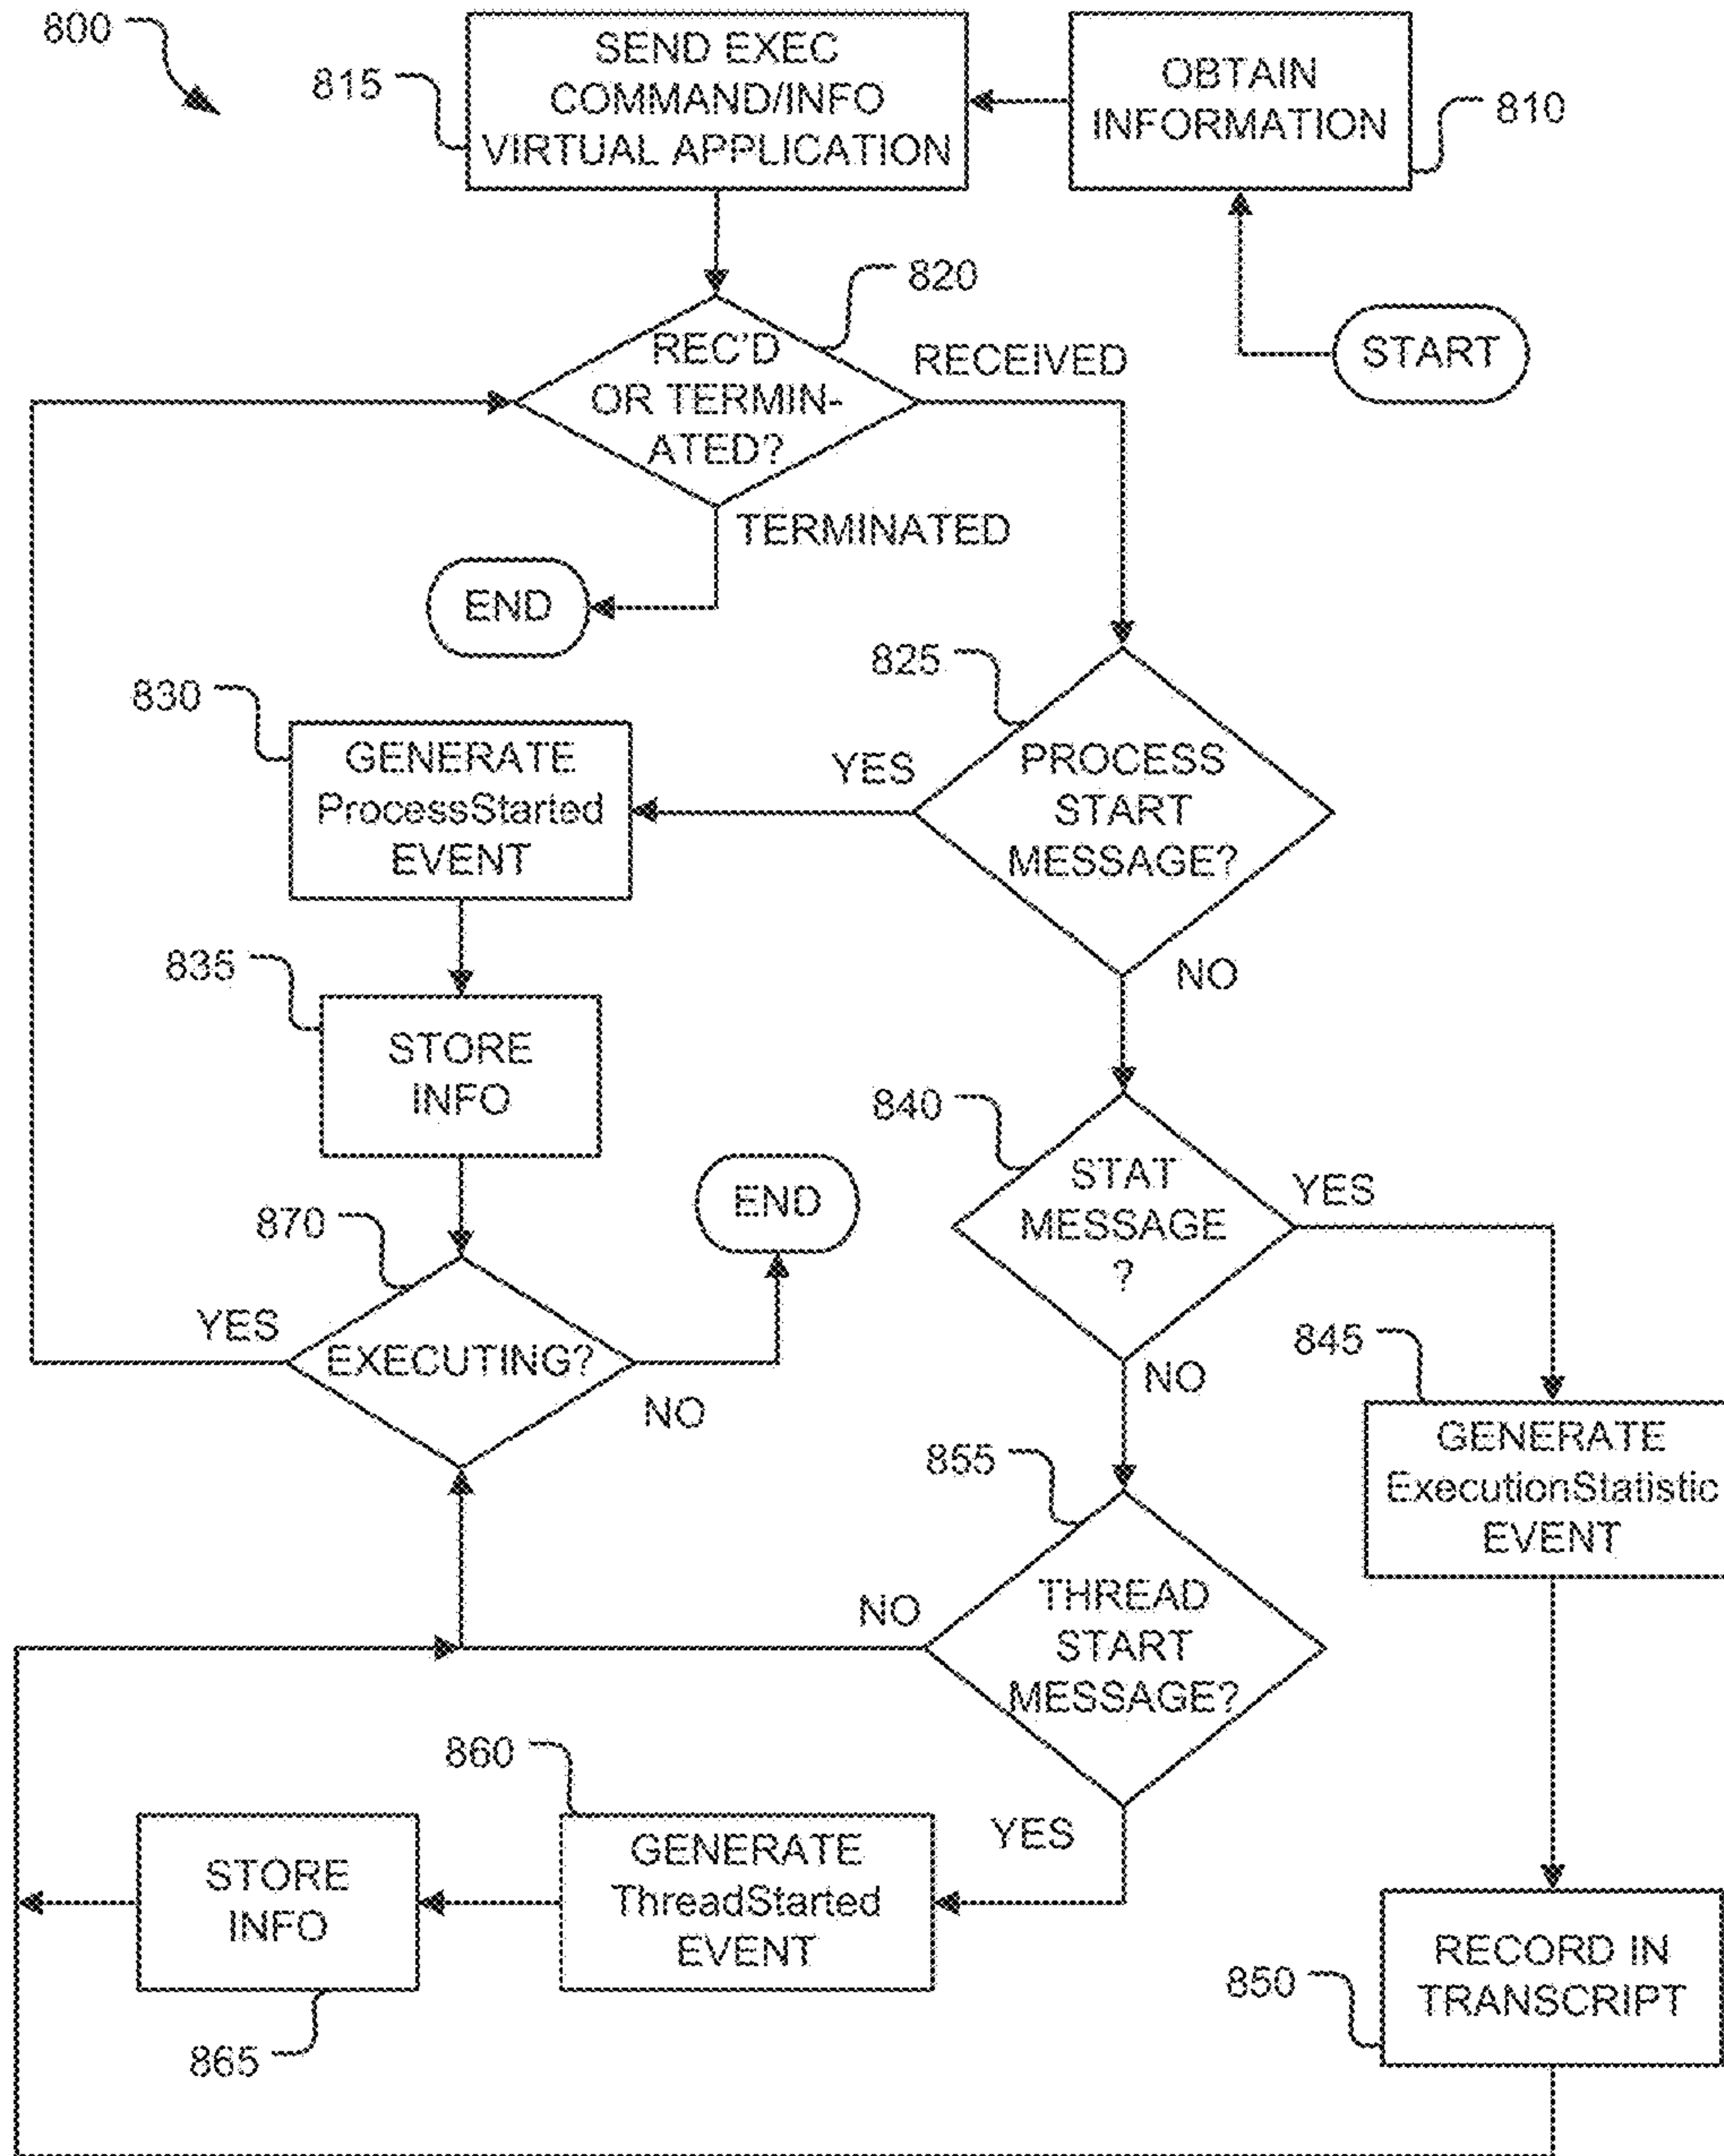 800
SEND EXEC
COMMAND/INFO
VIRTUAL APPLICATION
815
OBTAIN
INFORMATION
810
START
820
REC'D
OR TERMIN-
ATED?
RECEIVED
TERMINATED
END
825
PROCESS
START
MESSAGE?
YES
NO
830
GENERATE
ProcessStarted
EVENT
835
STORE
INFO
840
STAT
MESSAGE
?
YES
NO
END
870
EXECUTING?
YES
NO
845
GENERATE
ExecutionStatistic
EVENT
855
THREAD
START
MESSAGE?
NO
YES
860
GENERATE
ThreadStarted
EVENT
STORE
INFO
865
850
RECORD IN
TRANSCRIPT